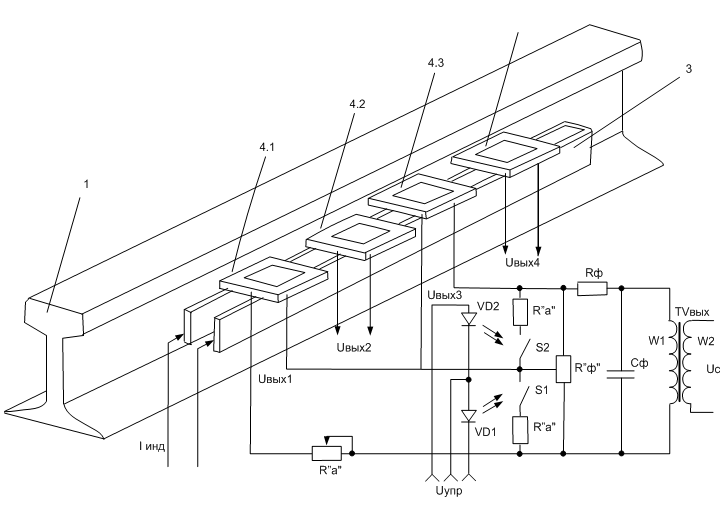 4.3
3
4.2
4.1
1
Uвых4
Rф
Uвых3
VD2
R"а"
TVвых
S2
W1
W2
Uвых2
R"ф"
Cф
Uс
Uвых1
S1
VD1
R"а"
I инд
R"а"
Uупр